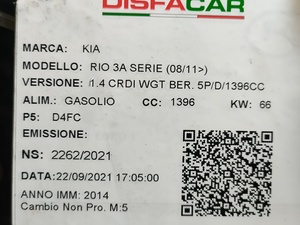 DISFACAR
MARCA: KIA
MODELLO: RIO 3A SERIE (08/11>)
VERSIONE: /1.4 CRDI WGT BER. 5P/D/1396CC
ALIM.: GASOLIO CC: 1396 KW: 66
P5: D4FC
EMISSIONE:
NS: 2262/2021
DATA:22/09/2021 17:05:00
ANNO IMM: 2014
Cambio Non Pro. M:5